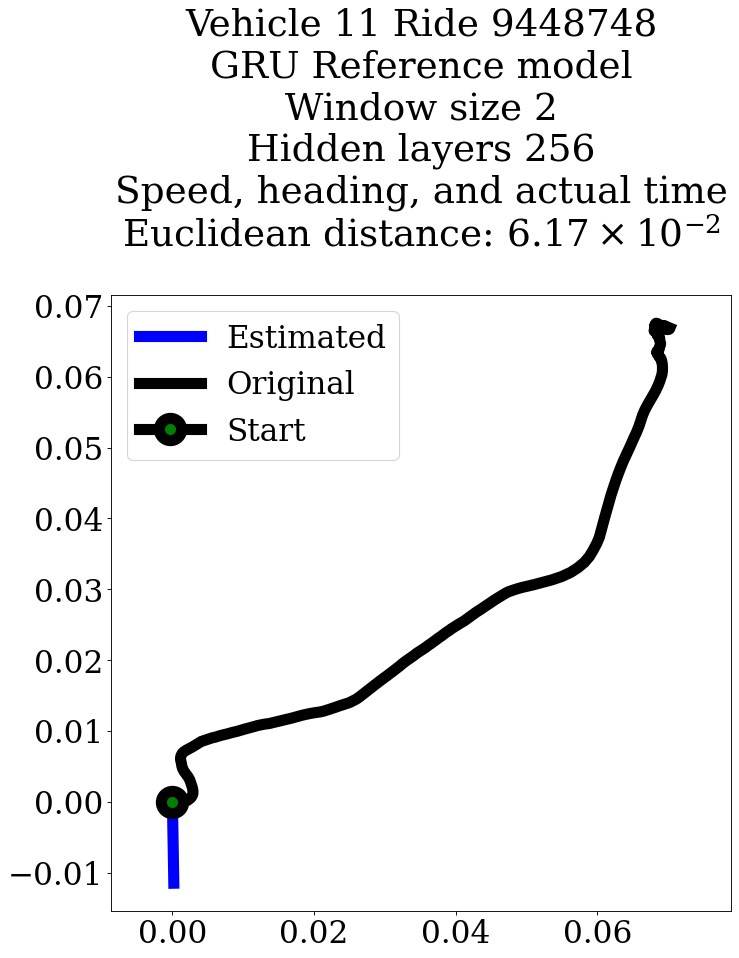 Vehicle 11 Ride 9448748
GRU Reference model
Window size 2
Hidden layers 256
Speed, heading, and actual time
Euclidean distance: 6.17 × 10⁻²
Estimated
Original
Start
0.07
0.06
0.05
0.04
0.03
0.02
0.01
0.00
−0.01
0.00 0.02 0.04 0.06